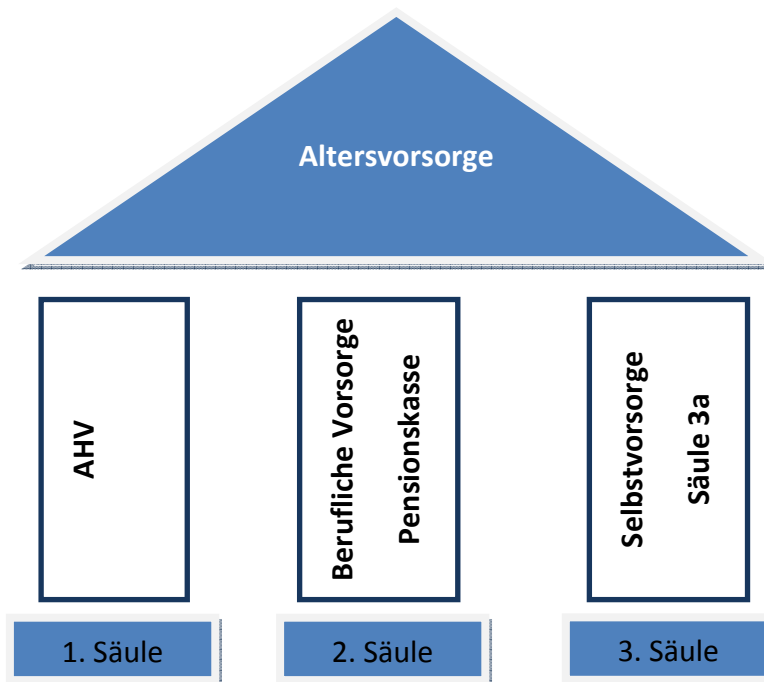 Altersvorsorge
AHV
Berufliche Vorsorge
Pensionskasse
Selbstvorsorge
Säule 3a
1. Säule
2. Säule
3. Säule